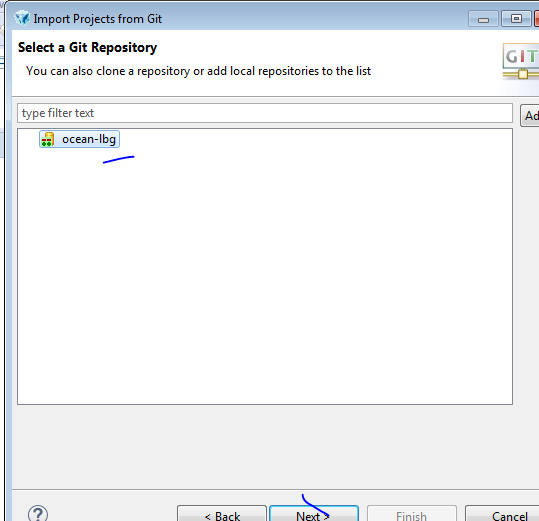 Import Projects from Git
Select a Git Repository
You can also clone a repository or add local repositories to the list
GIT
type filter text
Ad
ocean-lbg
?
< Back
Next >
Finish
Cancel